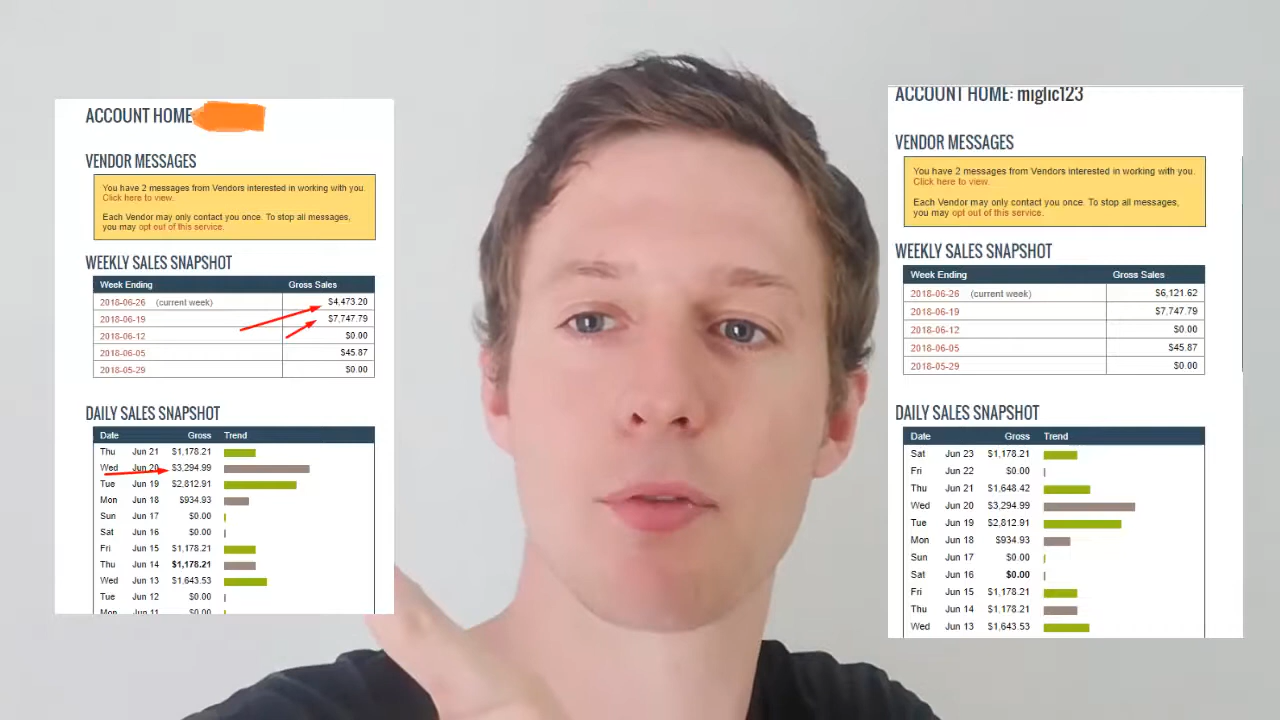 ACCOUNT HOME
VENDOR MESSAGES
You have 2 messages from Vendors interested in working with you.
Click here to view.
Each Vendor may only contact you once. To stop all messages,
you may opt out of this service.
WEEKLY SALES SNAPSHOT
Week Ending Gross Sales
2018-06-26 (current week) $4,473.20
2018-06-19 $7,747.79
2018-06-12 $0.00
2018-06-05 $45.87
2018-05-29 $0.00
DAILY SALES SNAPSHOT
Date Gross Trend
Thu Jun 21 $1,178.21
Wed Jun 20 $3,294.99
Tue Jun 19 $2,812.91
Mon Jun 18 $934.93
Sun Jun 17 $0.00
Sat Jun 16 $0.00
Fri Jun 15 $1,178.21
Thu Jun 14 $1,178.21
Wed Jun 13 $1,643.53
Tue Jun 12 $0.00
Mon Jun 11 $0.00
ACCOUNT HOME: miglic123
VENDOR MESSAGES
You have 2 messages from Vendors interested in working with you.
Click here to view.
Each Vendor may only contact you once. To stop all messages,
you may opt out of this service.
WEEKLY SALES SNAPSHOT
Week Ending Gross Sales
2018-06-26 (current week) $6,121.62
2018-06-19 $7,747.79
2018-06-12 $0.00
2018-06-05 $45.87
2018-05-29 $0.00
DAILY SALES SNAPSHOT
Date Gross Trend
Sat Jun 23 $1,178.21
Fri Jun 22 $0.00
Thu Jun 21 $1,648.42
Wed Jun 20 $3,294.99
Tue Jun 19 $2,812.91
Mon Jun 18 $934.93
Sun Jun 17 $0.00
Sat Jun 16 $0.00
Fri Jun 15 $1,178.21
Thu Jun 14 $1,178.21
Wed Jun 13 $1,643.53